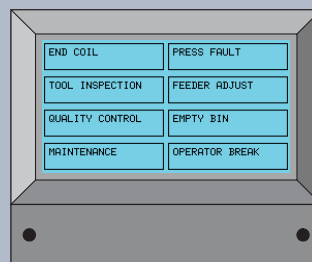 END COIL
PRESS FAULT
TOOL INSPECTION
FEEDER ADJUST
QUALITY CONTROL
EMPTY BIN
MAINTENANCE
OPERATOR BREAK